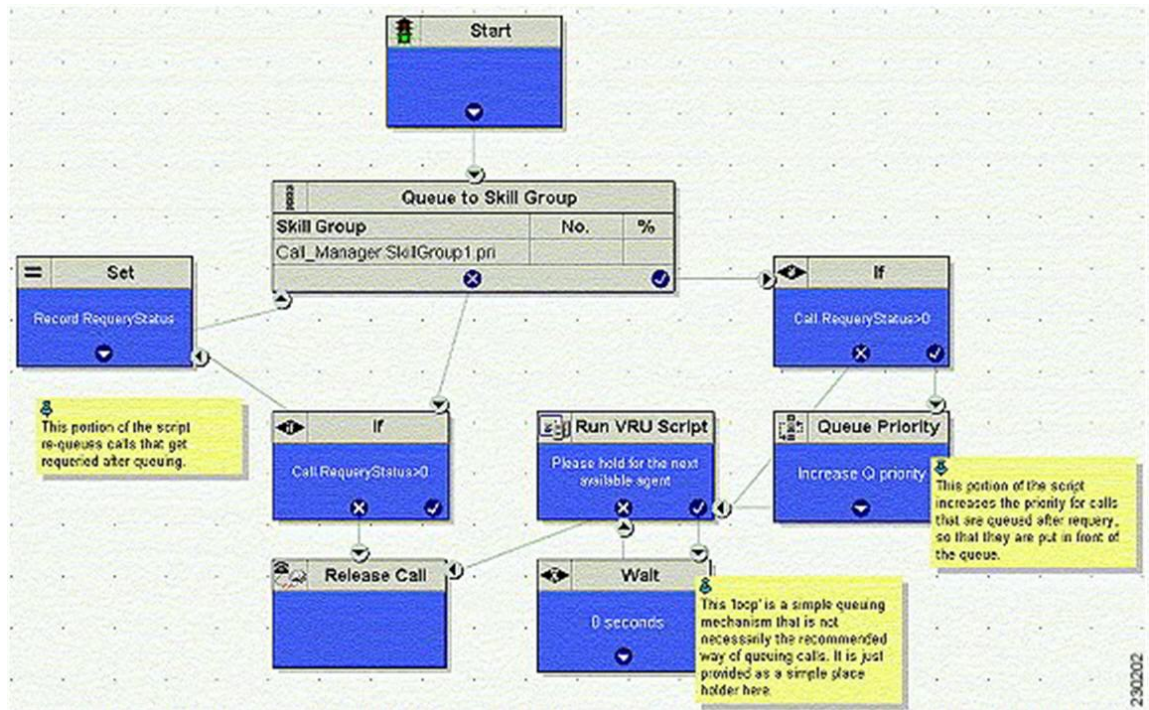 Start
Queue to Skill Group
Skill Group No. %
Call_Manager.SkillGroup1.pri
Set
Record RequeryStatus
If
Call.RequeryStatus>0
This portion of the script
re-queues calls that get
requeried after queuing.
If
Call.RequeryStatus>0
Run VRU Script
Please hold for the next
available agent
Queue Priority
Increase Q priority
This portion of the script
increases the priority for calls
that are queued after requery,
so that they are put in front of
the queue.
Release Call
Wait
0 seconds
This 'loop' is a simple queuing
mechanism that is not
necessarily the recommended
way of queuing calls. It is just
provided as a simple place
holder here.
230202